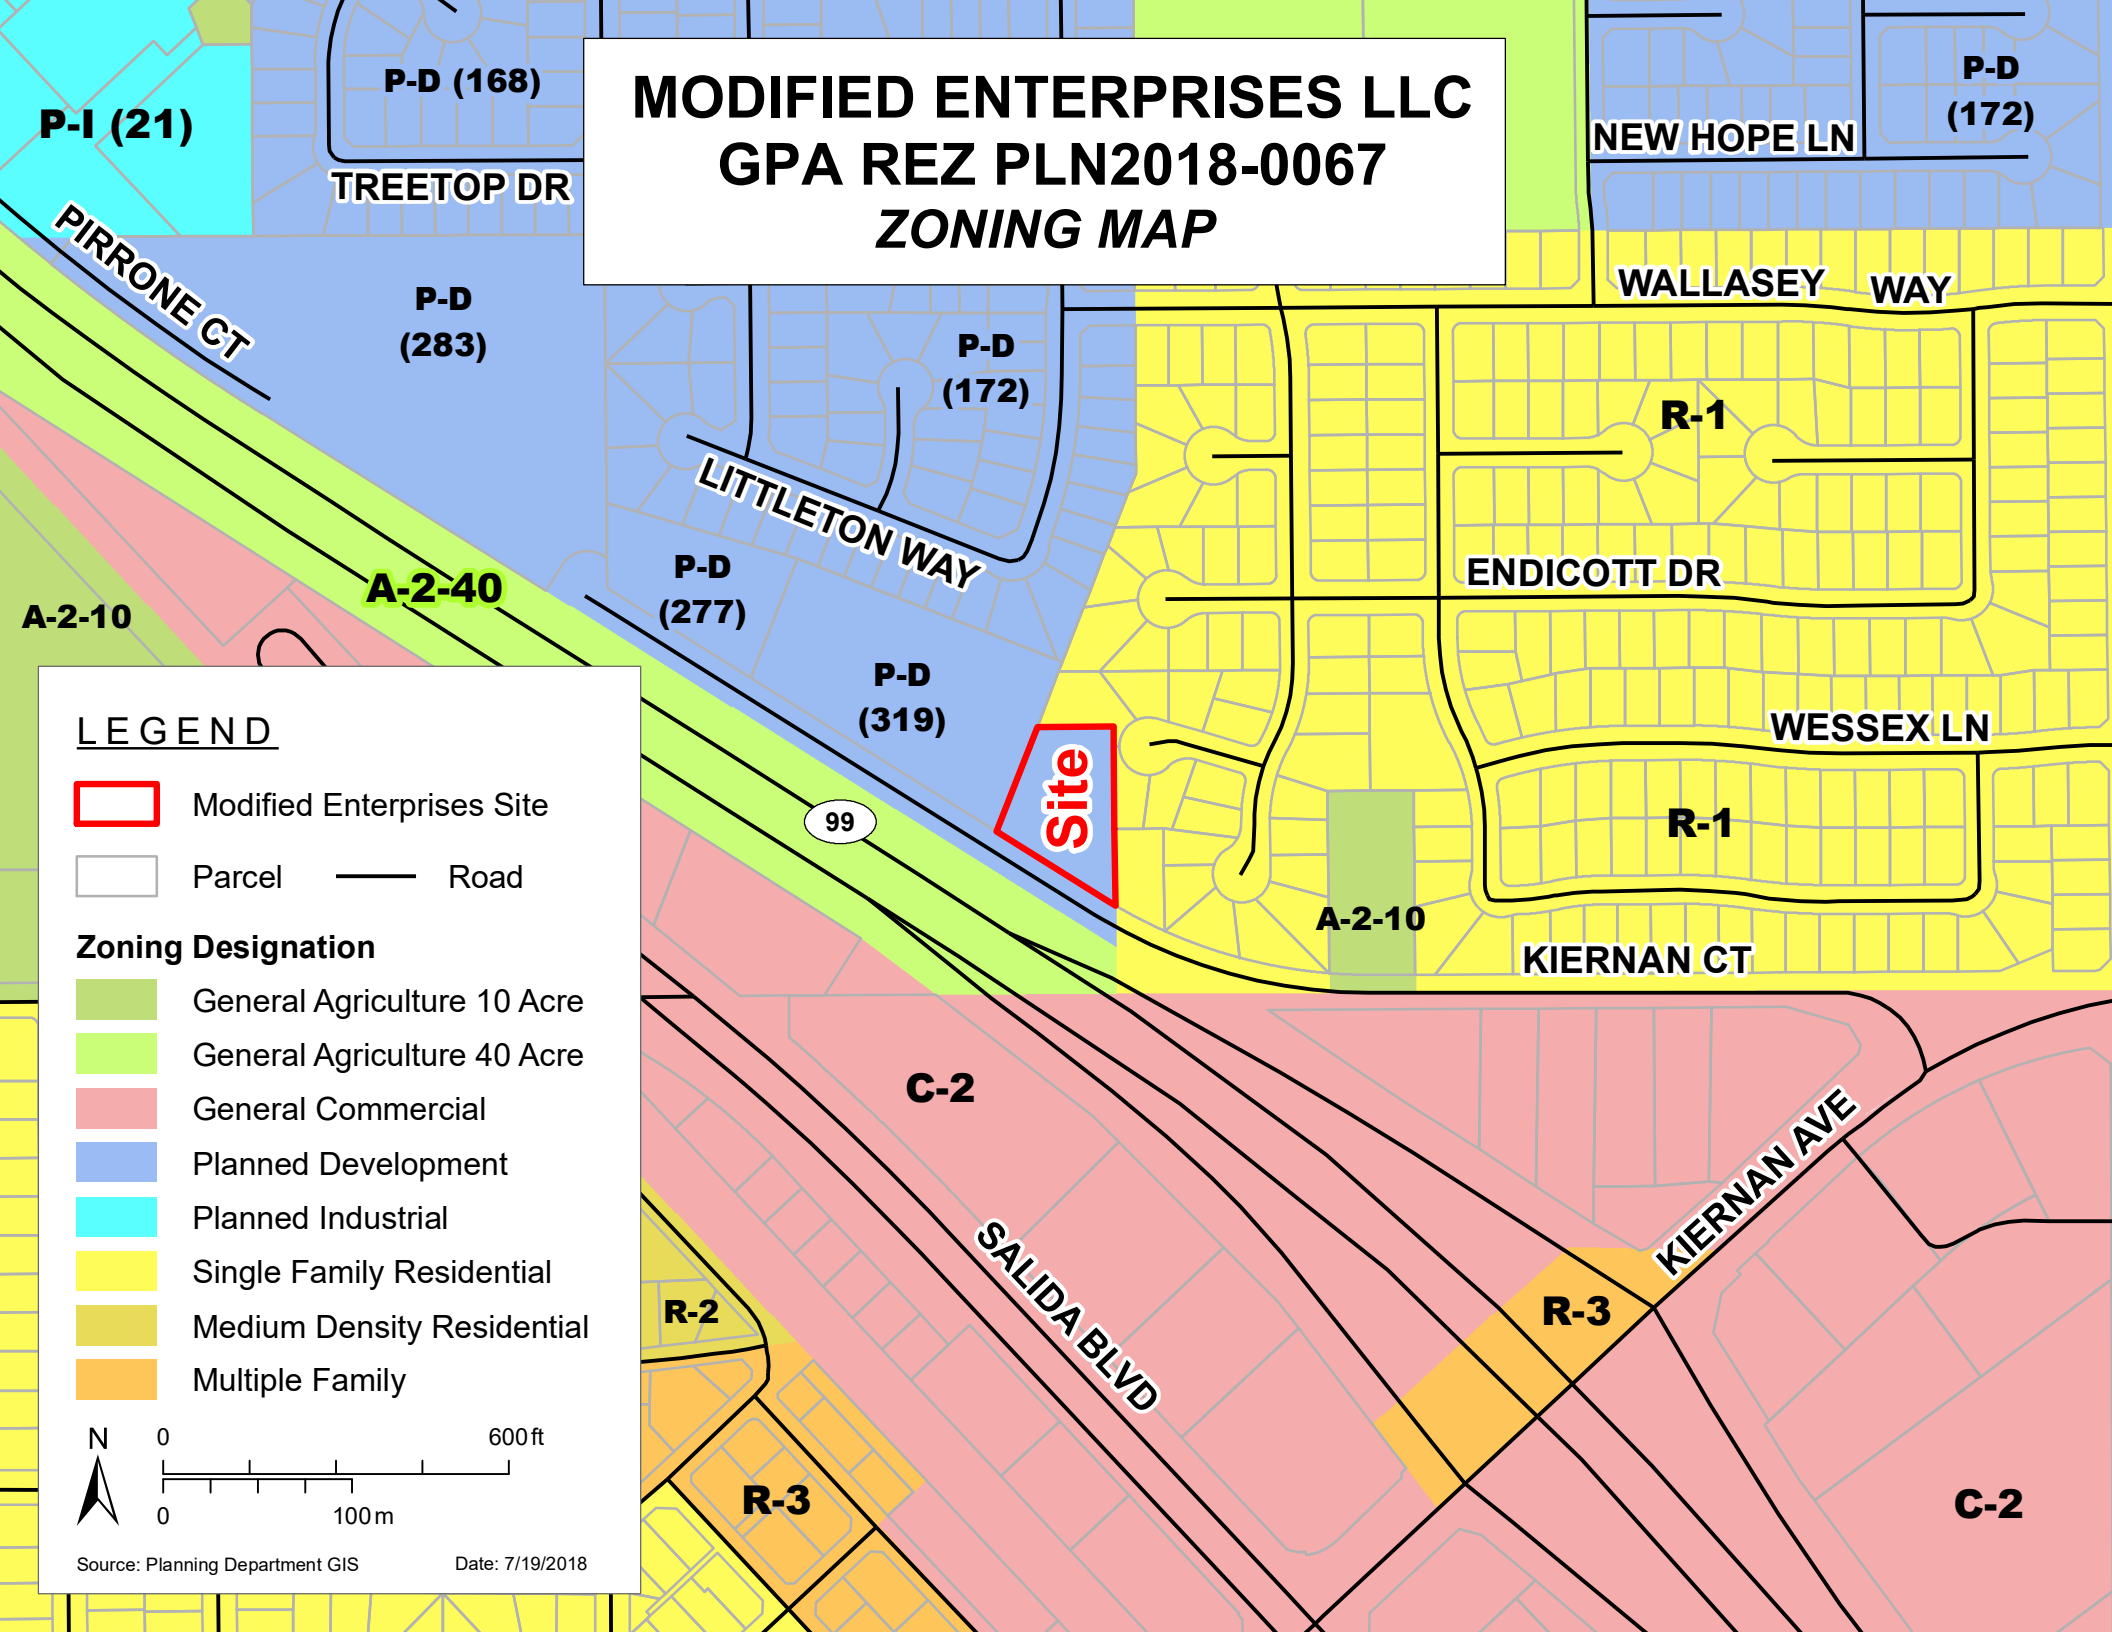 MODIFIED ENTERPRISES LLC
GPA REZ PLN2018-0067
ZONING MAP
P-D (168)
P-I (21)
TREETOP DR
PIRRONE CT
P-D
(283)
P-D
(172)
NEW HOPE LN
WALLASEY WAY
P-D
(172)
R-1
LITTLETON WAY
A-2-40
A-2-10
P-D
(277)
ENDICOTT DR
P-D
(319)
WESSEX LN
Site
99
R-1
A-2-10
KIERNAN CT
C-2
KIERNAN AVE
SALIDA BLVD
R-2
R-3
R-3
C-2
LEGEND
Modified Enterprises Site
Parcel
Road
Zoning Designation
General Agriculture 10 Acre
General Agriculture 40 Acre
General Commercial
Planned Development
Planned Industrial
Single Family Residential
Medium Density Residential
Multiple Family
N
0 600 ft
0 100 m
Source: Planning Department GIS
Date: 7/19/2018